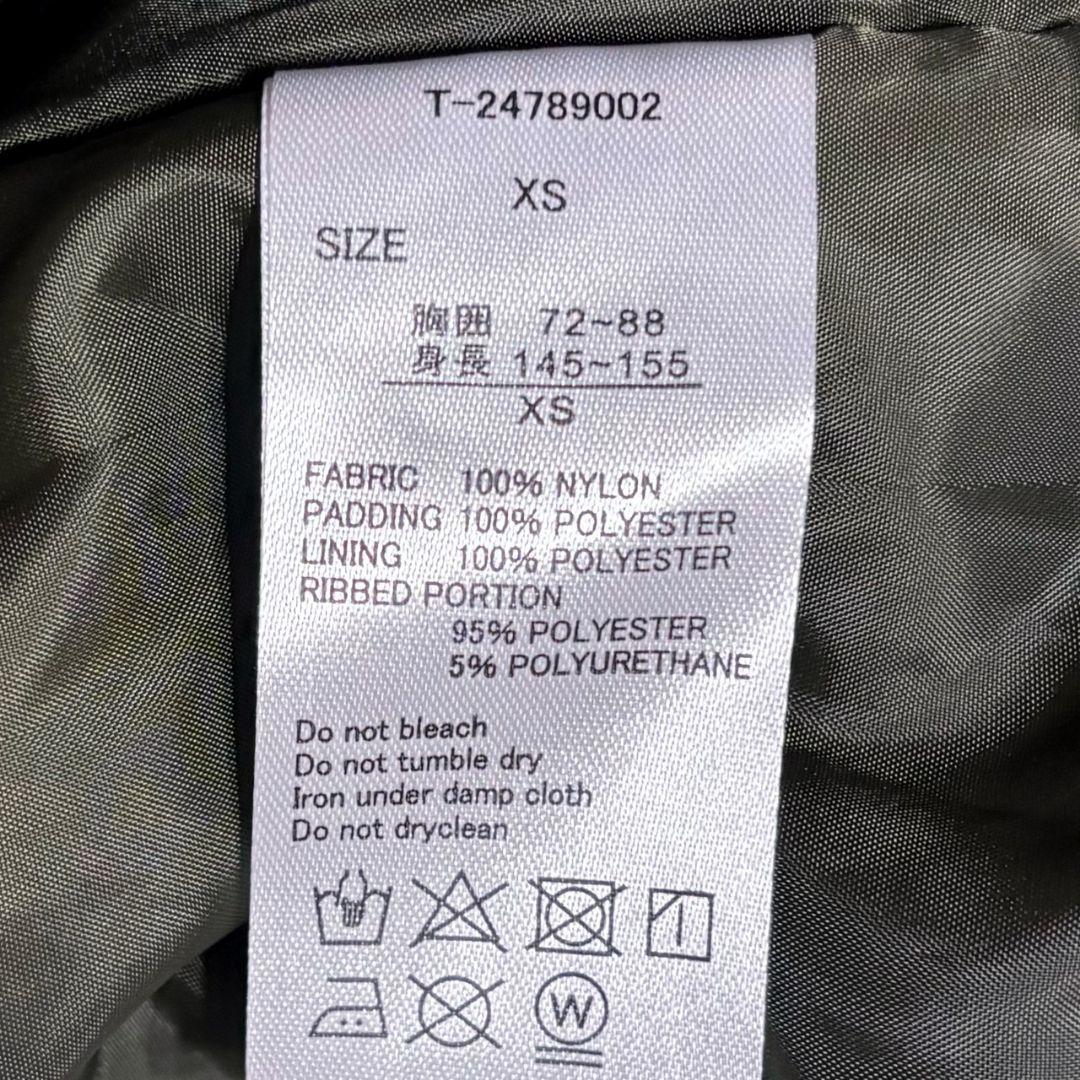 T-24789002
XS
SIZE
胸囲 72~88
身長 145~155
XS
FABRIC 100% NYLON
PADDING 100% POLYESTER
LINING 100% POLYESTER
RIBBED PORTION
95% POLYESTER
5% POLYURETHANE
Do not bleach
Do not tumble dry
Iron under damp cloth
Do not dryclean
W